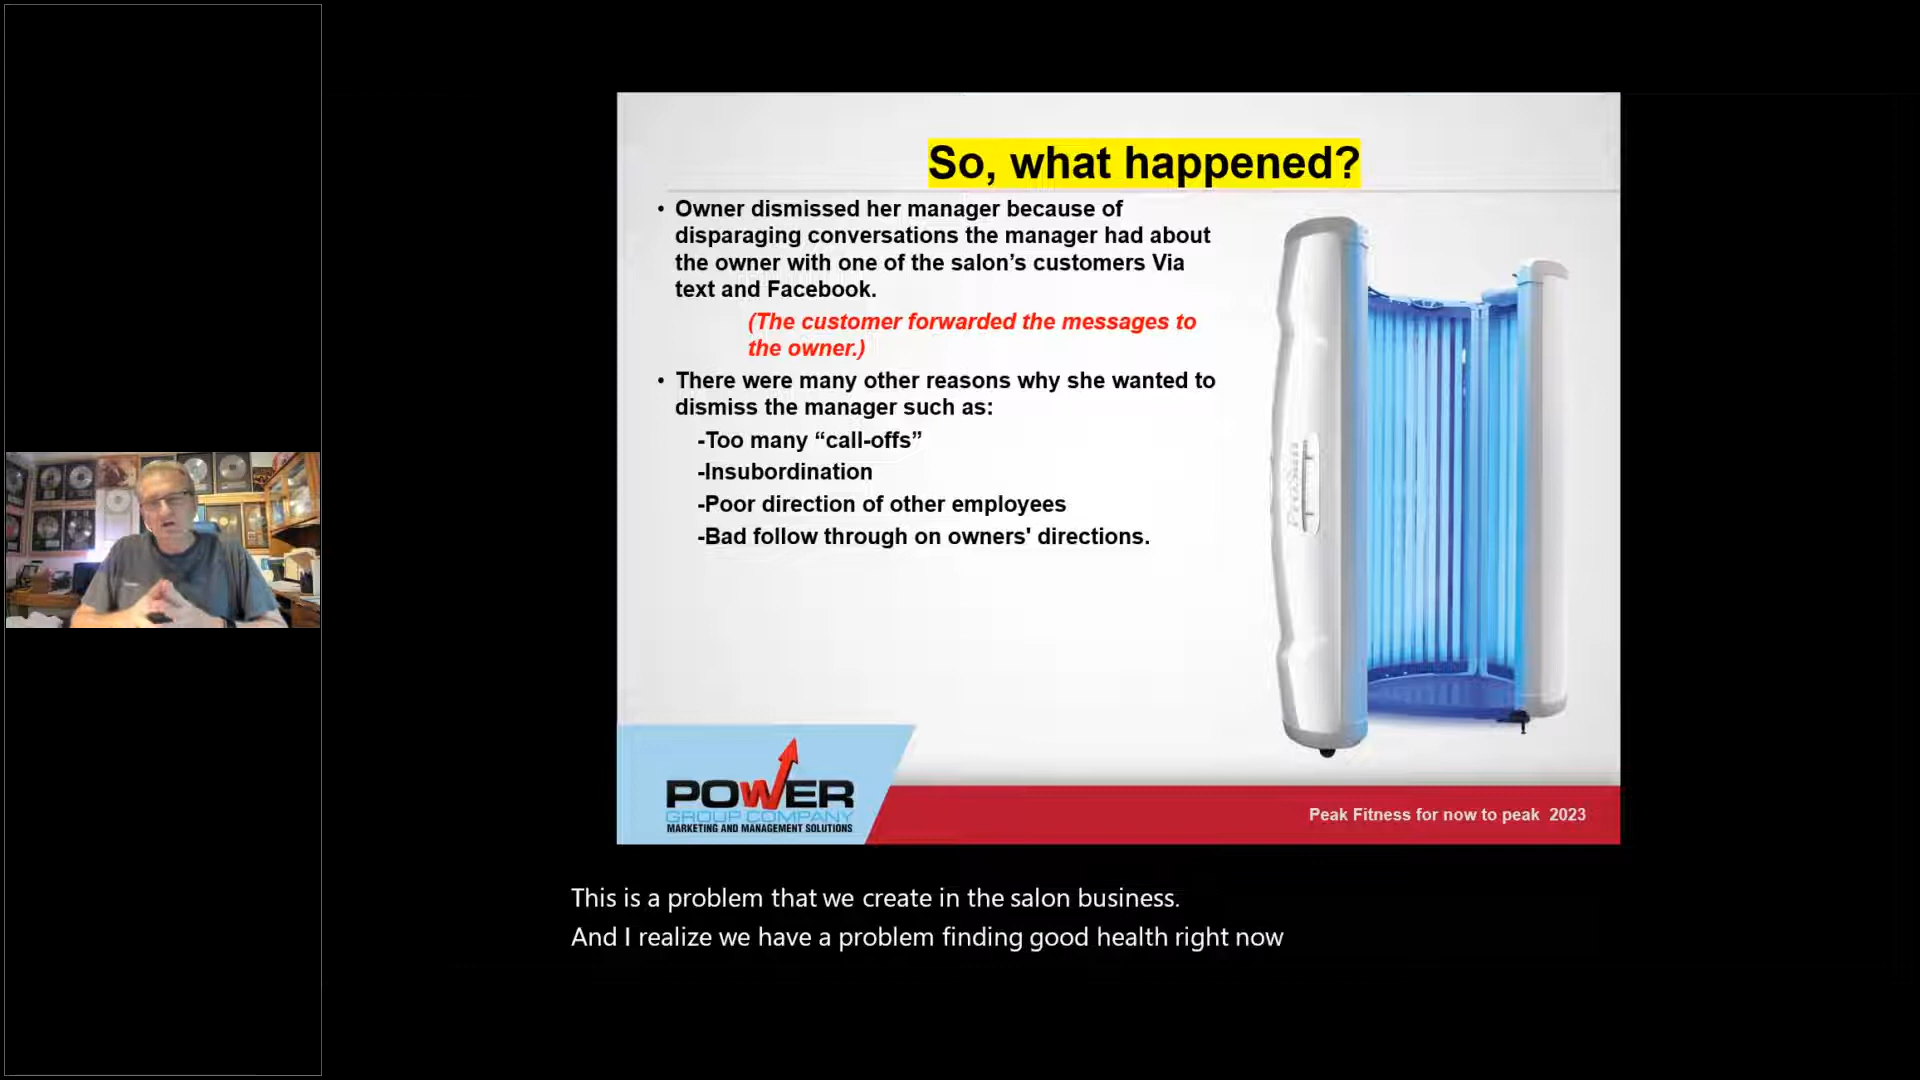 So, what happened?
• Owner dismissed her manager because of
disparaging conversations the manager had about
the owner with one of the salon’s customers Via
text and Facebook.
(The customer forwarded the messages to
the owner.)
• There were many other reasons why she wanted to
dismiss the manager such as:
-Too many “call-offs”
-Insubordination
-Poor direction of other employees
-Bad follow through on owners' directions.
ProSun
POWER
GROUP COMPANY
MARKETING AND MANAGEMENT SOLUTIONS
Peak Fitness for now to peak 2023
This is a problem that we create in the salon business.
And I realize we have a problem finding good health right now